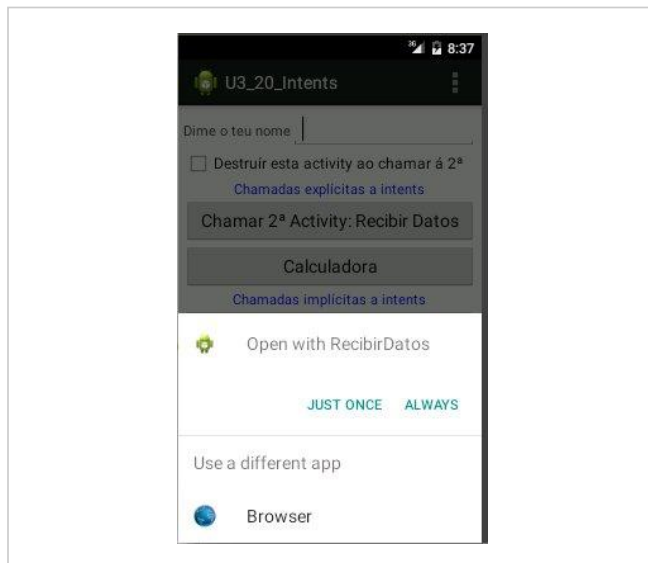 36 8:37
U3_20_Intents
Dime o teu nome
Destruír esta activity ao chamar á 2ª
Chamadas explícitas a intents
Chamar 2ª Activity: Recibir Datos
Calculadora
Chamadas implícitas a intents
Open with RecibirDatos
JUST ONCE ALWAYS
Use a different app
Browser